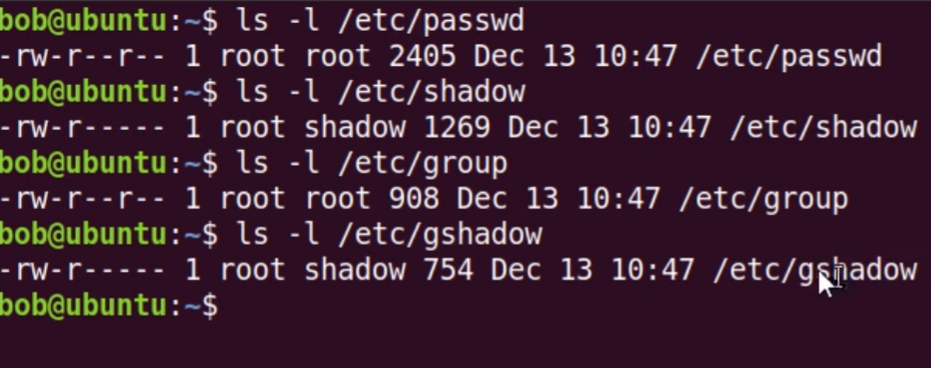 bob@ubuntu:~$ ls -l /etc/passwd
-rw-r--r-- 1 root root 2405 Dec 13 10:47 /etc/passwd
bob@ubuntu:~$ ls -l /etc/shadow
-rw-r----- 1 root shadow 1269 Dec 13 10:47 /etc/shadow
bob@ubuntu:~$ ls -l /etc/group
-rw-r--r-- 1 root root 908 Dec 13 10:47 /etc/group
bob@ubuntu:~$ ls -l /etc/gshadow
-rw-r----- 1 root shadow 754 Dec 13 10:47 /etc/gshadow
bob@ubuntu:~$